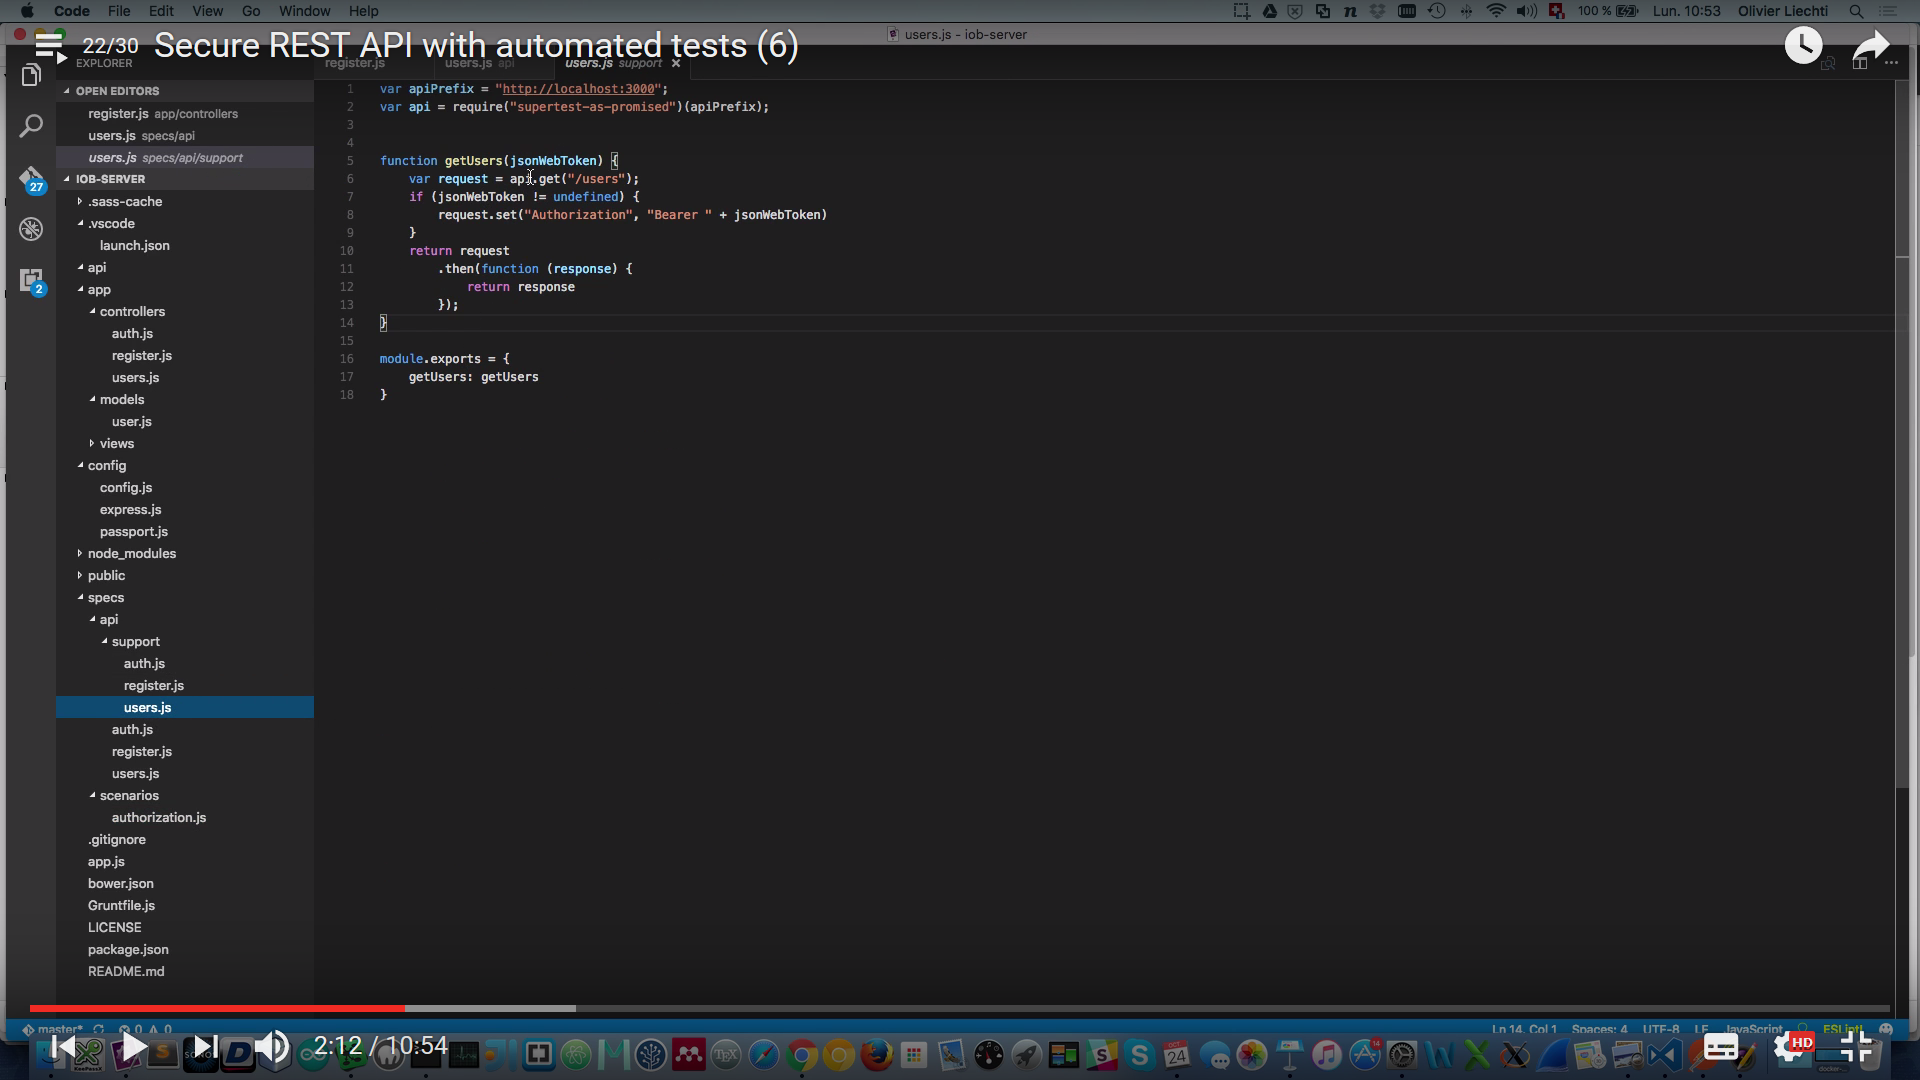 Code File Edit View Go Window Help 100 % Lun. 10:53 Olivier Liechti
users.js - iob-server
22/30 Secure REST API with automated tests (6)
EXPLORER
register.js users.js api users.js support
OPEN EDITORS
register.js app/controllers
users.js specs/api
users.js specs/api/support
IOB-SERVER
.sass-cache
.vscode
launch.json
api
app
controllers
auth.js
register.js
users.js
models
user.js
views
config
config.js
express.js
passport.js
node_modules
public
specs
api
support
auth.js
register.js
users.js
auth.js
register.js
users.js
scenarios
authorization.js
.gitignore
app.js
bower.json
Gruntfile.js
LICENSE
package.json
README.md
27
2
1 var apiPrefix = "http://localhost:3000";
2 var api = require("supertest-as-promised")(apiPrefix);
3
4
5 function getUsers(jsonWebToken) {
6 var request = api.get("/users");
7 if (jsonWebToken != undefined) {
8 request.set("Authorization", "Bearer " + jsonWebToken)
9 }
10 return request
11 .then(function (response) {
12 return response
13 });
14 }
15
16 module.exports = {
17 getUsers: getUsers
18 }
master* 0 0 Ln 14, Col 1 Spaces: 4 UTF-8 LF JavaScript ESLint!
2:12 / 10:54
HD
OCT
24
14
TEX